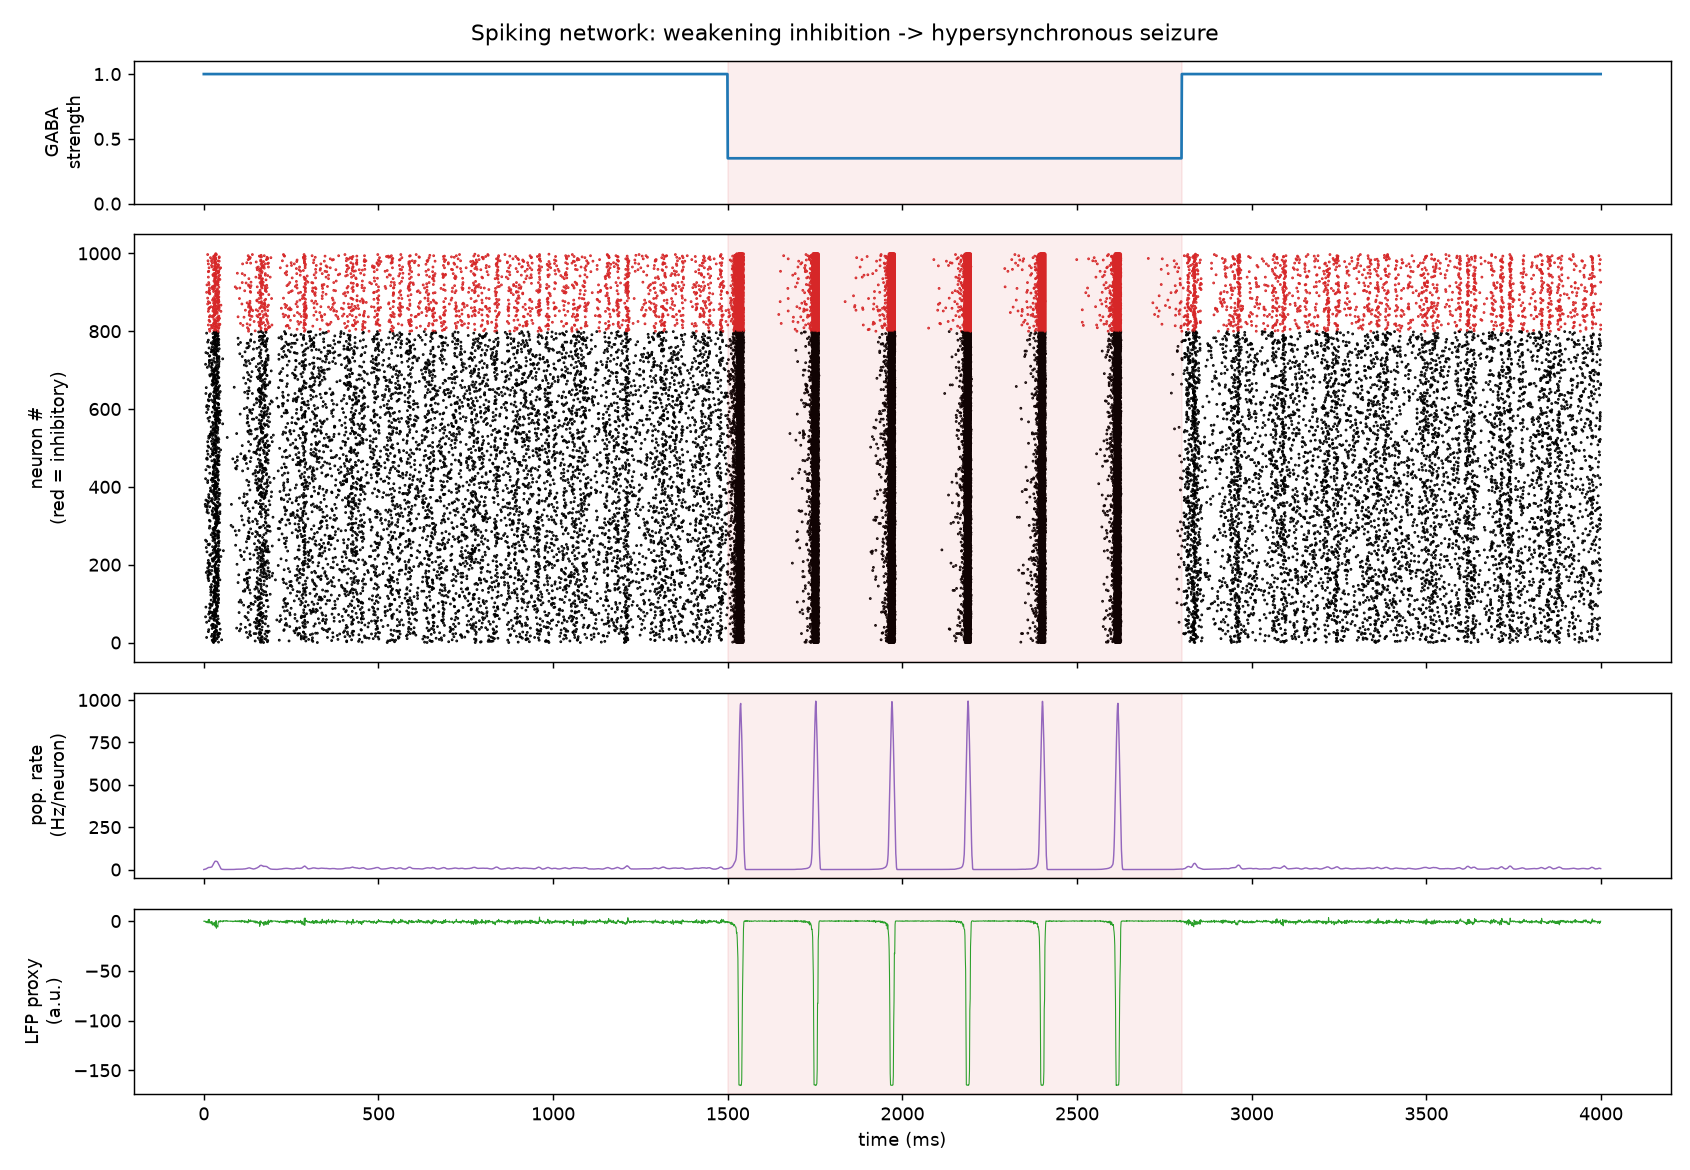 Spiking network: weakening inhibition -> hypersynchronous seizure
GABA
strength
1.0
0.5
0.0
neuron #
(red = inhibitory)
1000
800
600
400
200
0
pop. rate
(Hz/neuron)
1000
750
500
250
0
LFP proxy
(a.u.)
0
−50
−100
−150
0 500 1000 1500 2000 2500 3000 3500 4000
time (ms)